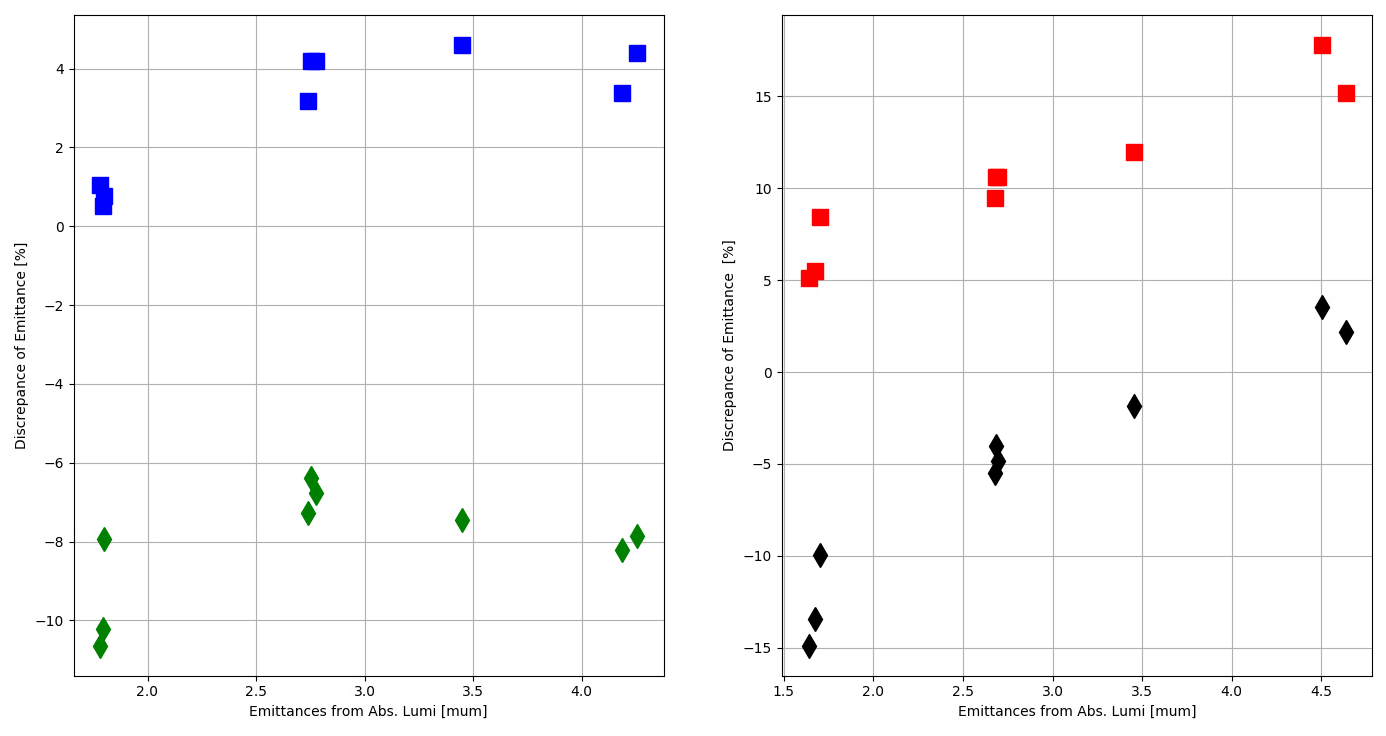 4
2
0
−2
−4
−6
−8
−10
2.0 2.5 3.0 3.5 4.0
Emittances from Abs. Lumi [mum]
Discrepance of Emittance [%]
15
10
5
0
−5
−10
−15
1.5 2.0 2.5 3.0 3.5 4.0 4.5
Emittances from Abs. Lumi [mum]
Discrepance of Emittance  [%]